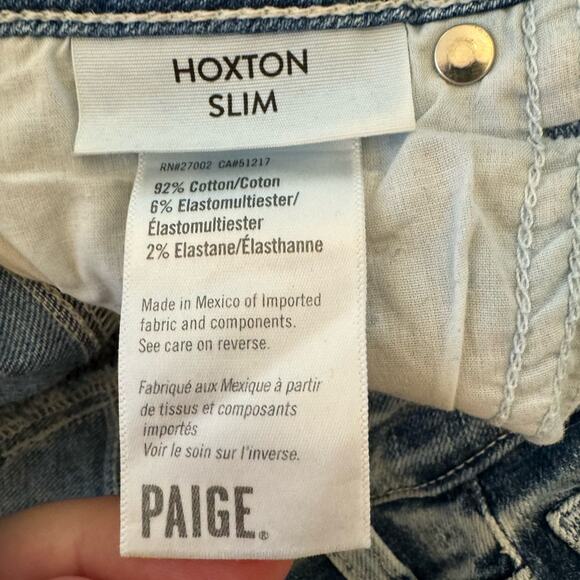 HOXTON
SLIM
RN#27002 CA#51217
92% Cotton/Coton
6% Elastomultiester/
Élastomultiester
2% Elastane/Élasthanne
Made in Mexico of Imported
fabric and components.
See care on reverse.
Fabriqué aux Mexique à partir
de tissus et composants
importés
Voir le soin sur l'inverse.
PAIGE®